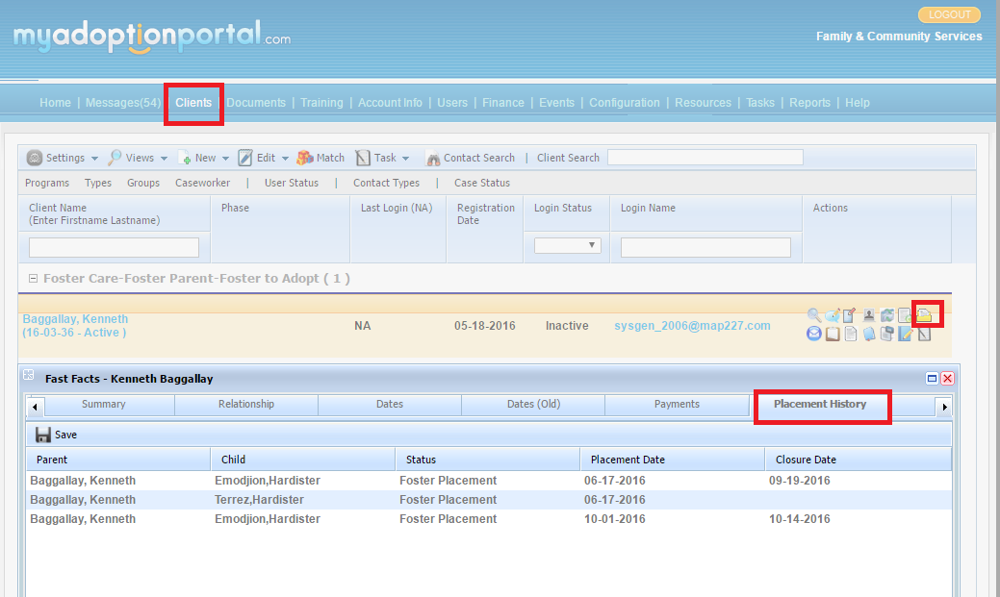 LOGOUT
myadoptionportal.com
Family & Community Services
Home | Messages(54) Clients Documents | Training | Account Info | Users | Finance | Events | Configuration | Resources | Tasks | Reports | Help
Settings Views New Edit Match Task Contact Search | Client Search
Programs Types Groups Caseworker | User Status | Contact Types | Case Status
Client Name Phase Last Login (NA) Registration Login Status Login Name Actions
(Enter Firstname Lastname) Date
Foster Care-Foster Parent-Foster to Adopt ( 1 )
Baggallay, Kenneth
(16-03-36 - Active ) NA 05-18-2016 Inactive sysgen_2006@map227.com
Fast Facts - Kenneth Baggallay
Summary Relationship Dates Dates (Old) Payments Placement History
Save
Parent Child Status Placement Date Closure Date
Baggallay, Kenneth Emodjion,Hardister Foster Placement 06-17-2016 09-19-2016
Baggallay, Kenneth Terrez,Hardister Foster Placement 06-17-2016
Baggallay, Kenneth Emodjion,Hardister Foster Placement 10-01-2016 10-14-2016